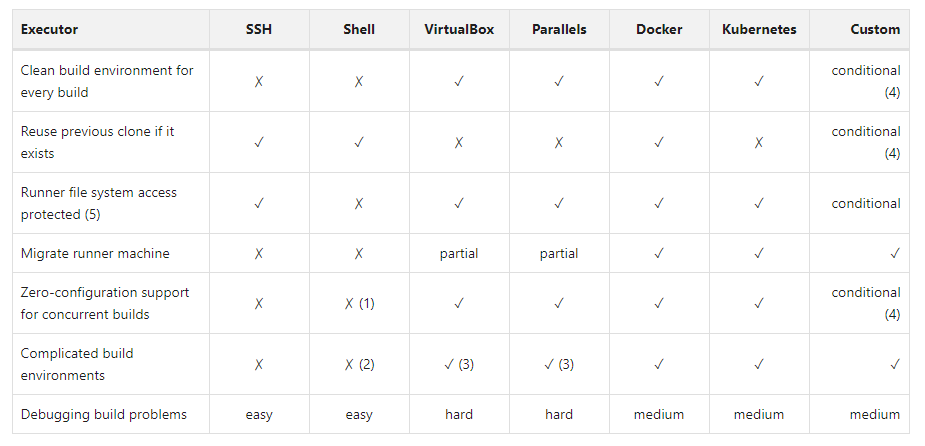 Executor SSH Shell VirtualBox Parallels Docker Kubernetes Custom
Clean build environment for
every build ✗ ✗ ✓ ✓ ✓ ✓ conditional
(4)
Reuse previous clone if it
exists ✓ ✓ ✗ ✗ ✓ ✗ conditional
(4)
Runner file system access
protected (5) ✓ ✗ ✓ ✓ ✓ ✓ conditional
Migrate runner machine ✗ ✗ partial partial ✓ ✓ ✓
Zero-configuration support
for concurrent builds ✗ ✗ (1) ✓ ✓ ✓ ✓ conditional
(4)
Complicated build
environments ✗ ✗ (2) ✓ (3) ✓ (3) ✓ ✓ ✓
Debugging build problems easy easy hard hard medium medium medium